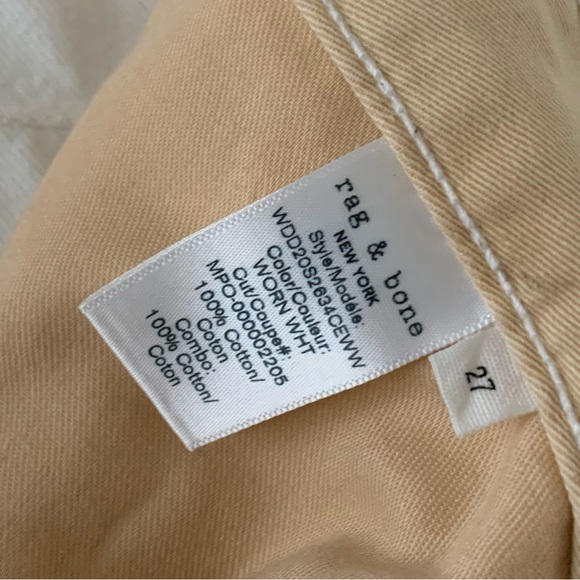 rag & bone
NEW YORK
Style/Modèle:
WDD20S2634CEWW
Color/Couleur:
WORN WHT
Cut/Coupe#:
MPO-000002205
100% Cotton/
Coton
Combo:
100% Cotton/
Coton
27